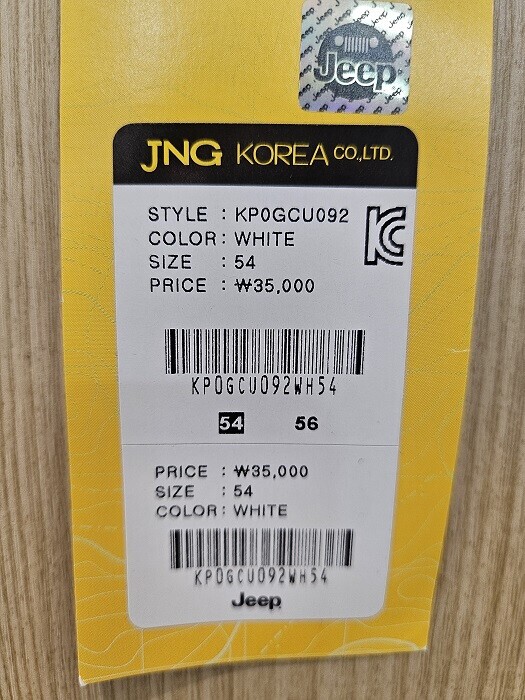 Jeep
JNG KOREA CO.,LTD.
STYLE : KP0GCU092
COLOR : WHITE
SIZE : 54
PRICE : ₩35,000
KC
KP0GCU092WH54
54 56
PRICE : ₩35,000
SIZE : 54
COLOR : WHITE
KP0GCU092WH54
Jeep